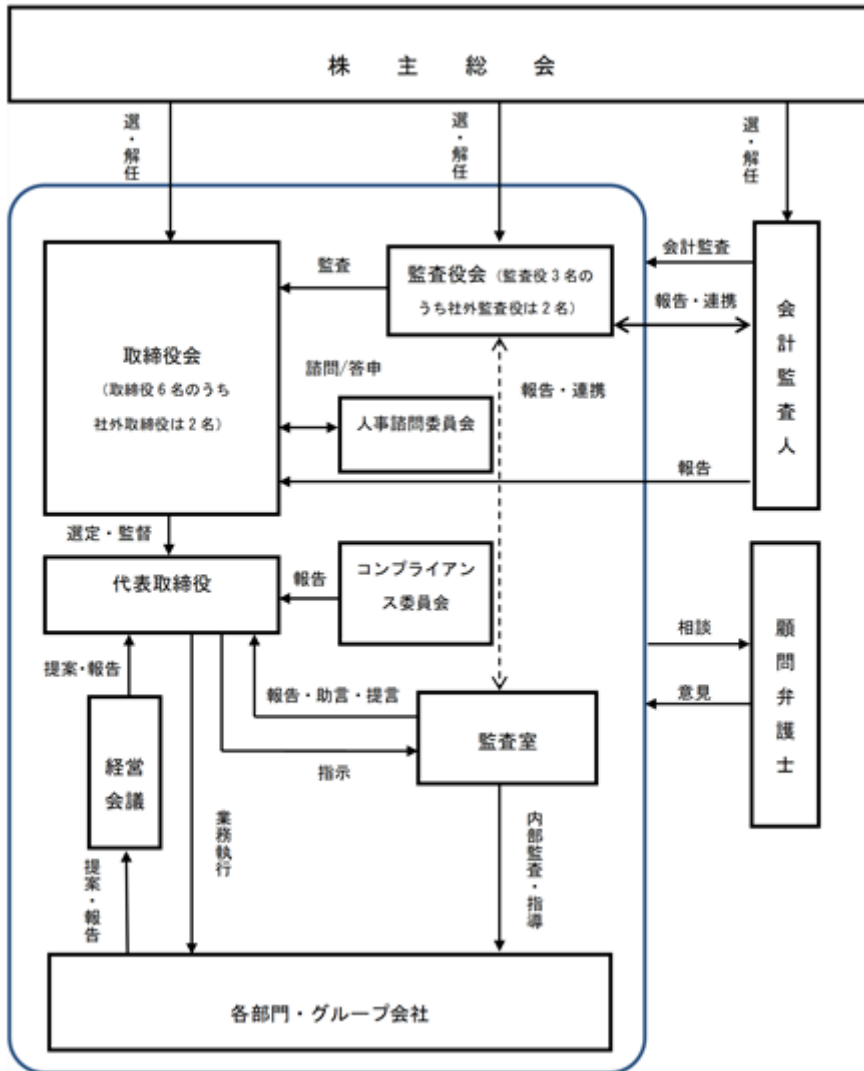 株 主 総 会
選・解任
選・解任
選・解任
監査
監査役会（監査役3名の
うち社外監査役は2名）
会計監査
報告・連携
会計監査人
取締役会
（取締役6名のうち
社外取締役は2名）
諮問/答申
報告・連携
人事諮問委員会
報告
選定・監督
代表取締役
報告
コンプライアン
ス委員会
相談
意見
顧問弁護士
提案・報告
報告・助言・提言
監査室
指示
経営
会議
業務執行
内部監査・指導
提案・報告
各部門・グループ会社